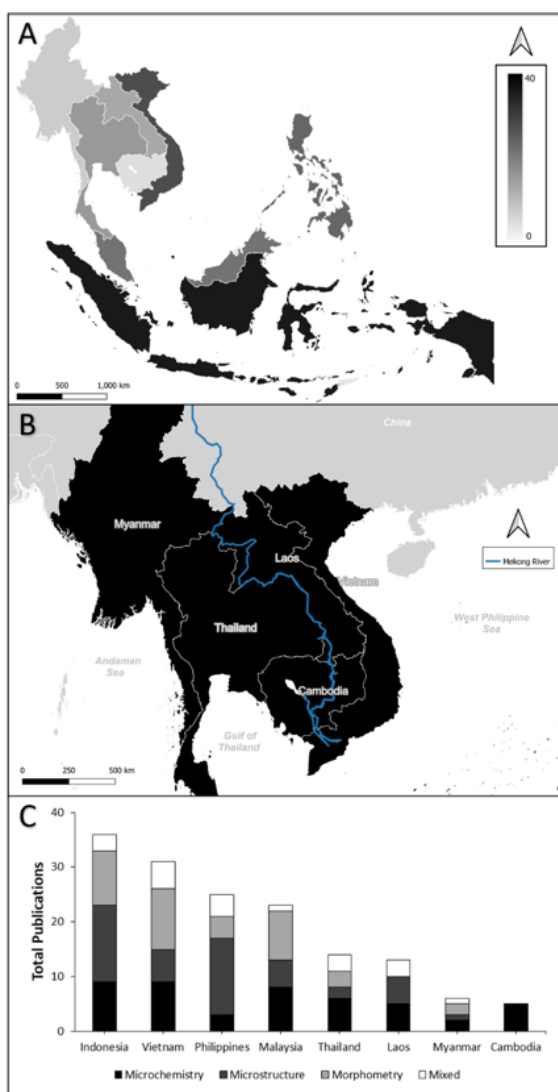 A
40
0
0 500 1,000 km
B
China
Myanmar
Laos
Vietnam
Mekong River
Thailand
West Philippine
Sea
Andaman
Sea
Cambodia
Gulf of
Thailand
0 250 500 km
C
40
30
20
10
0
Total Publications
Indonesia Vietnam Philippines Malaysia Thailand Laos Myanmar Cambodia
Microchemistry Microstructure Morphometry Mixed